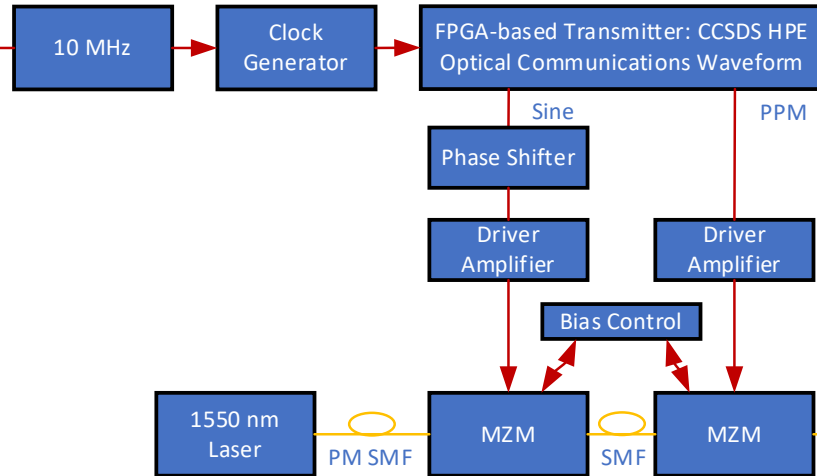 10 MHz
Clock
Generator
FPGA-based Transmitter: CCSDS HPE
Optical Communications Waveform
Sine
PPM
Phase Shifter
Driver
Amplifier
Driver
Amplifier
Bias Control
1550 nm
Laser
PM SMF
MZM
SMF
MZM